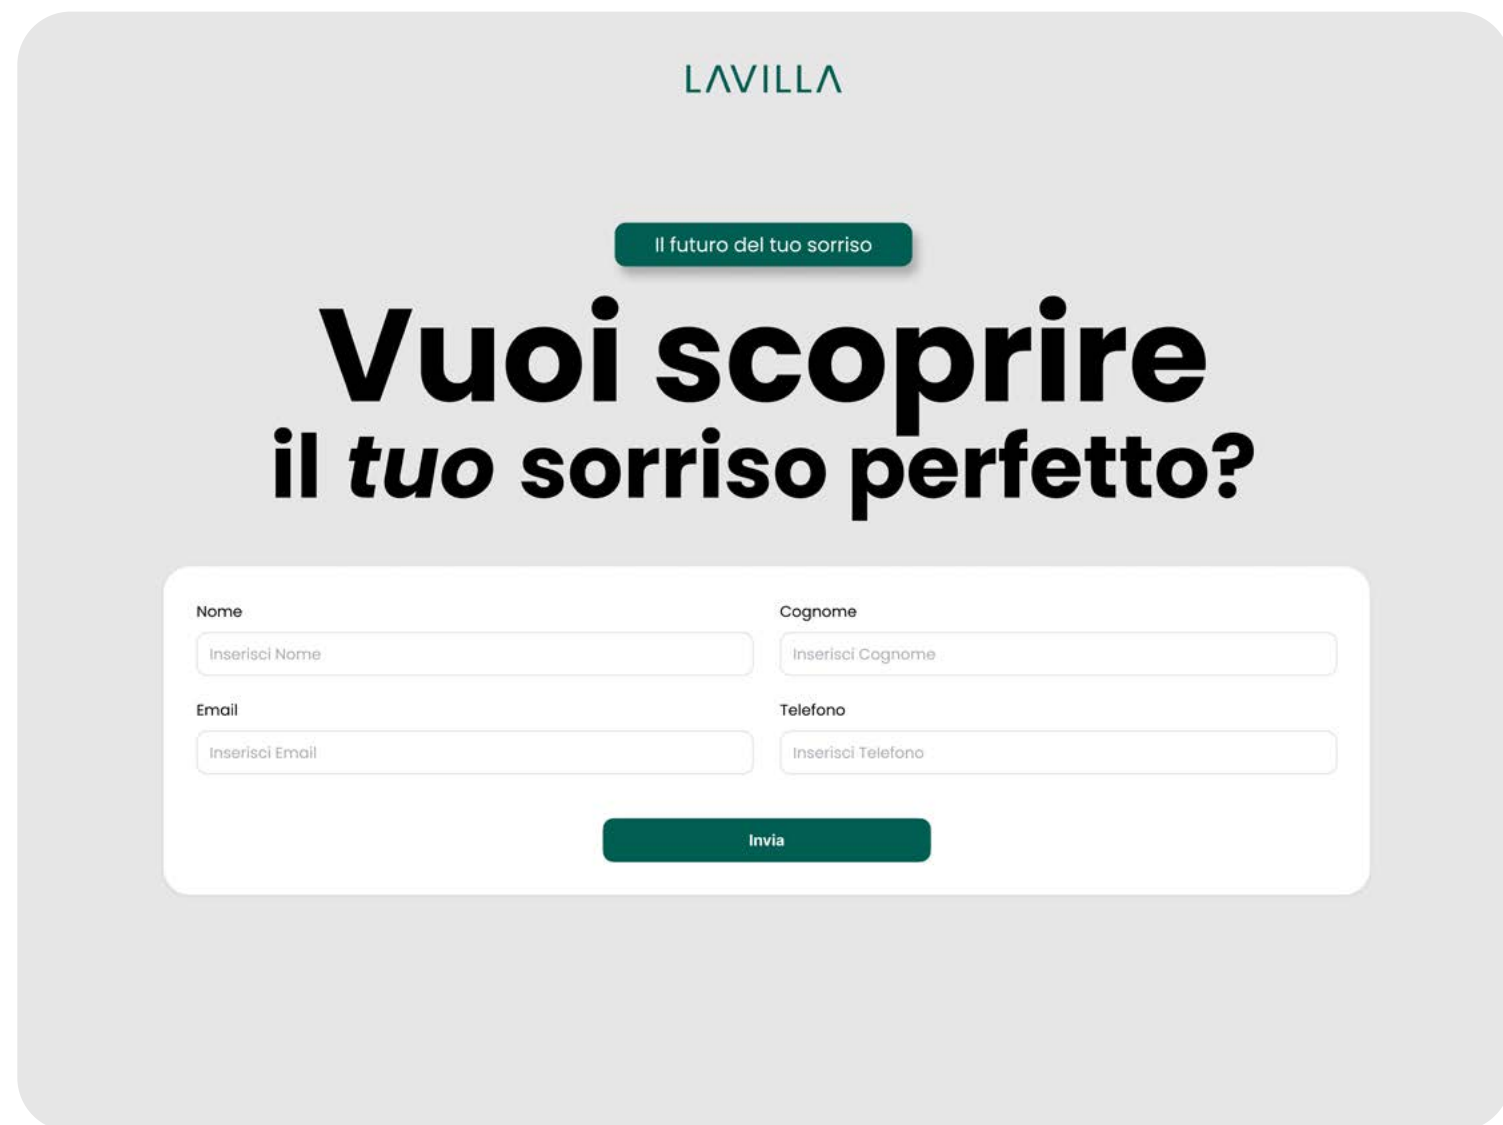 LAVILLA
Il futuro del tuo sorriso
Vuoi scoprire
il tuo sorriso perfetto?
Nome
Cognome
Inserisci Nome
Inserisci Cognome
Email
Telefono
Inserisci Email
Inserisci Telefono
Invia